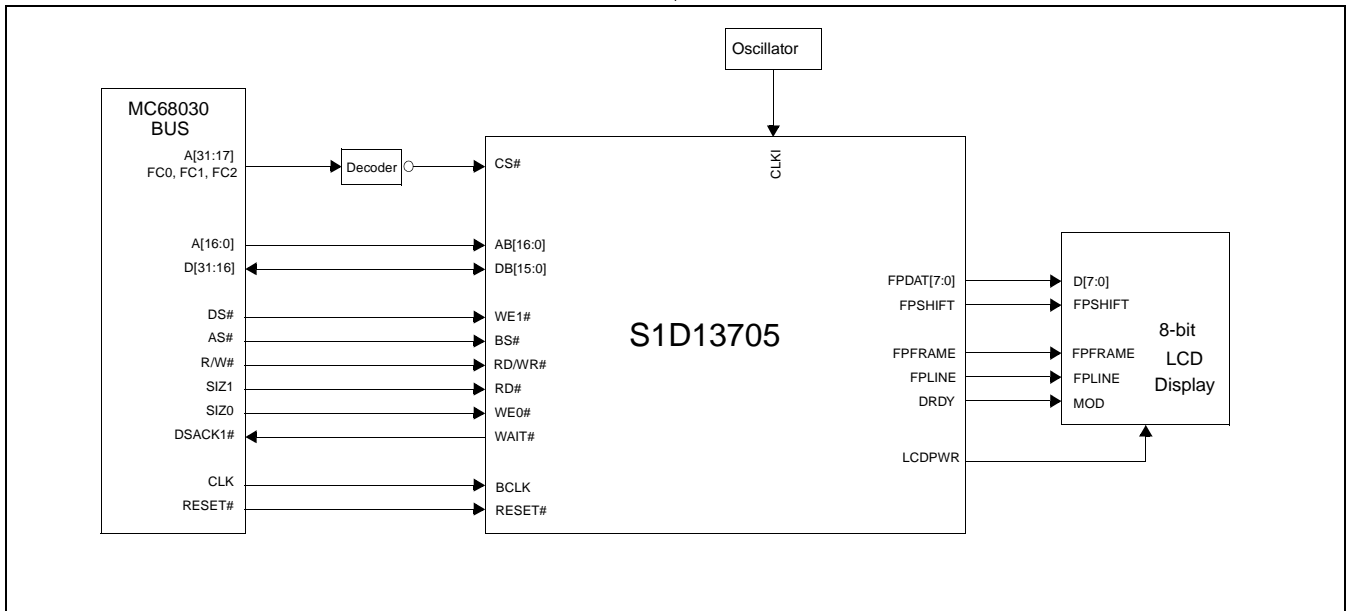 Oscillator
MC68030
BUS
A[31:17]
FC0, FC1, FC2
Decoder
CS#
CLKI
A[16:0]
AB[16:0]
D[31:16]
DB[15:0]
DS#
WE1#
AS#
BS#
R/W#
RD/WR#
SIZ1
RD#
SIZ0
WE0#
DSACK1#
WAIT#
CLK
BCLK
RESET#
RESET#
S1D13705
FPDAT[7:0]
D[7:0]
FPSHIFT
FPSHIFT
FPFRAME
FPFRAME
FPLINE
FPLINE
DRDY
MOD
LCDPWR
8-bit
LCD
Display